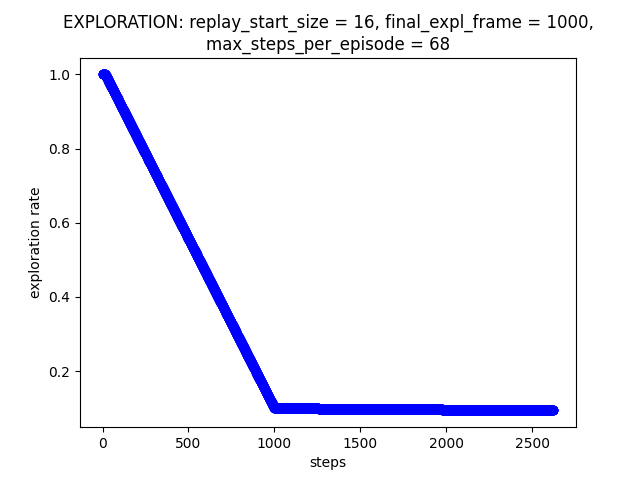 EXPLORATION: replay_start_size = 16, final_expl_frame = 1000,
max_steps_per_episode = 68
1.0
0.8
0.6
0.4
0.2
exploration rate
0
500
1000
1500
2000
2500
steps